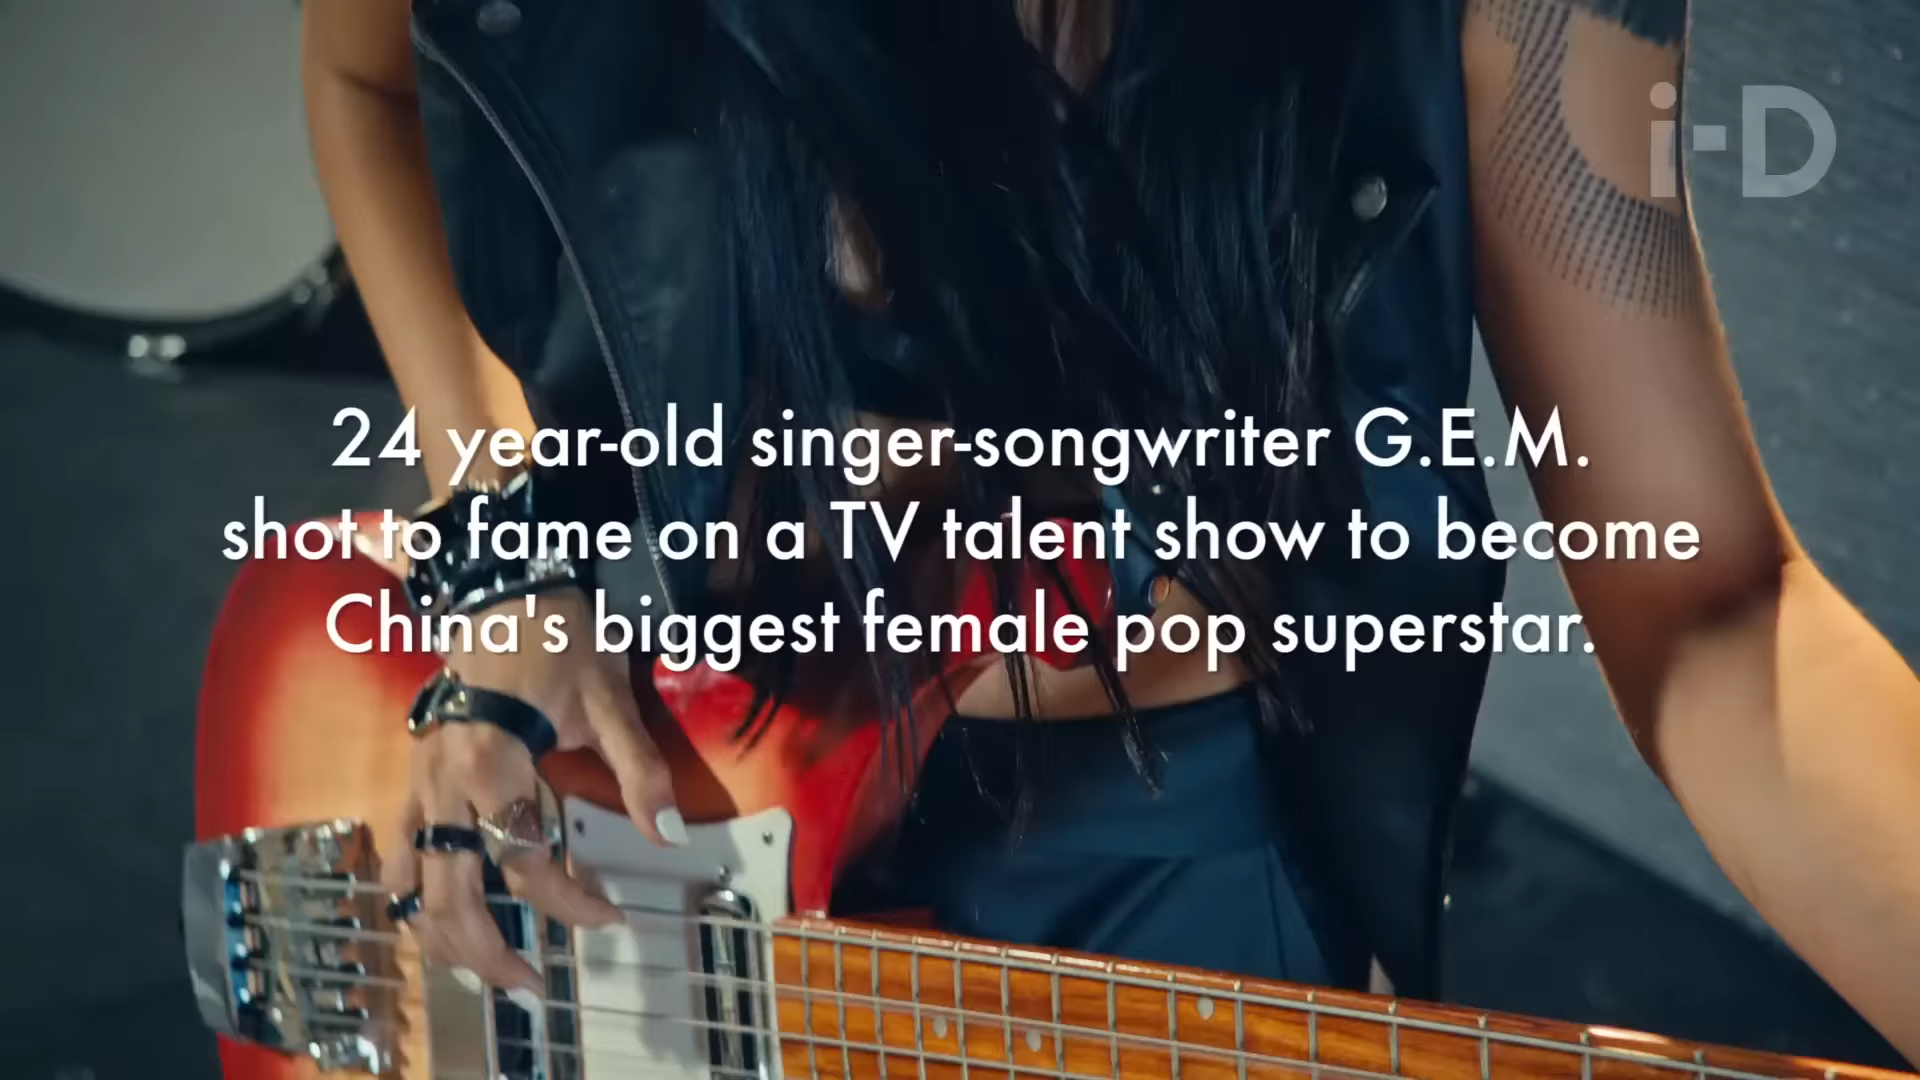 i-D
24 year-old singer-songwriter G.E.M.
shot to fame on a TV talent show to become
China's biggest female pop superstar.